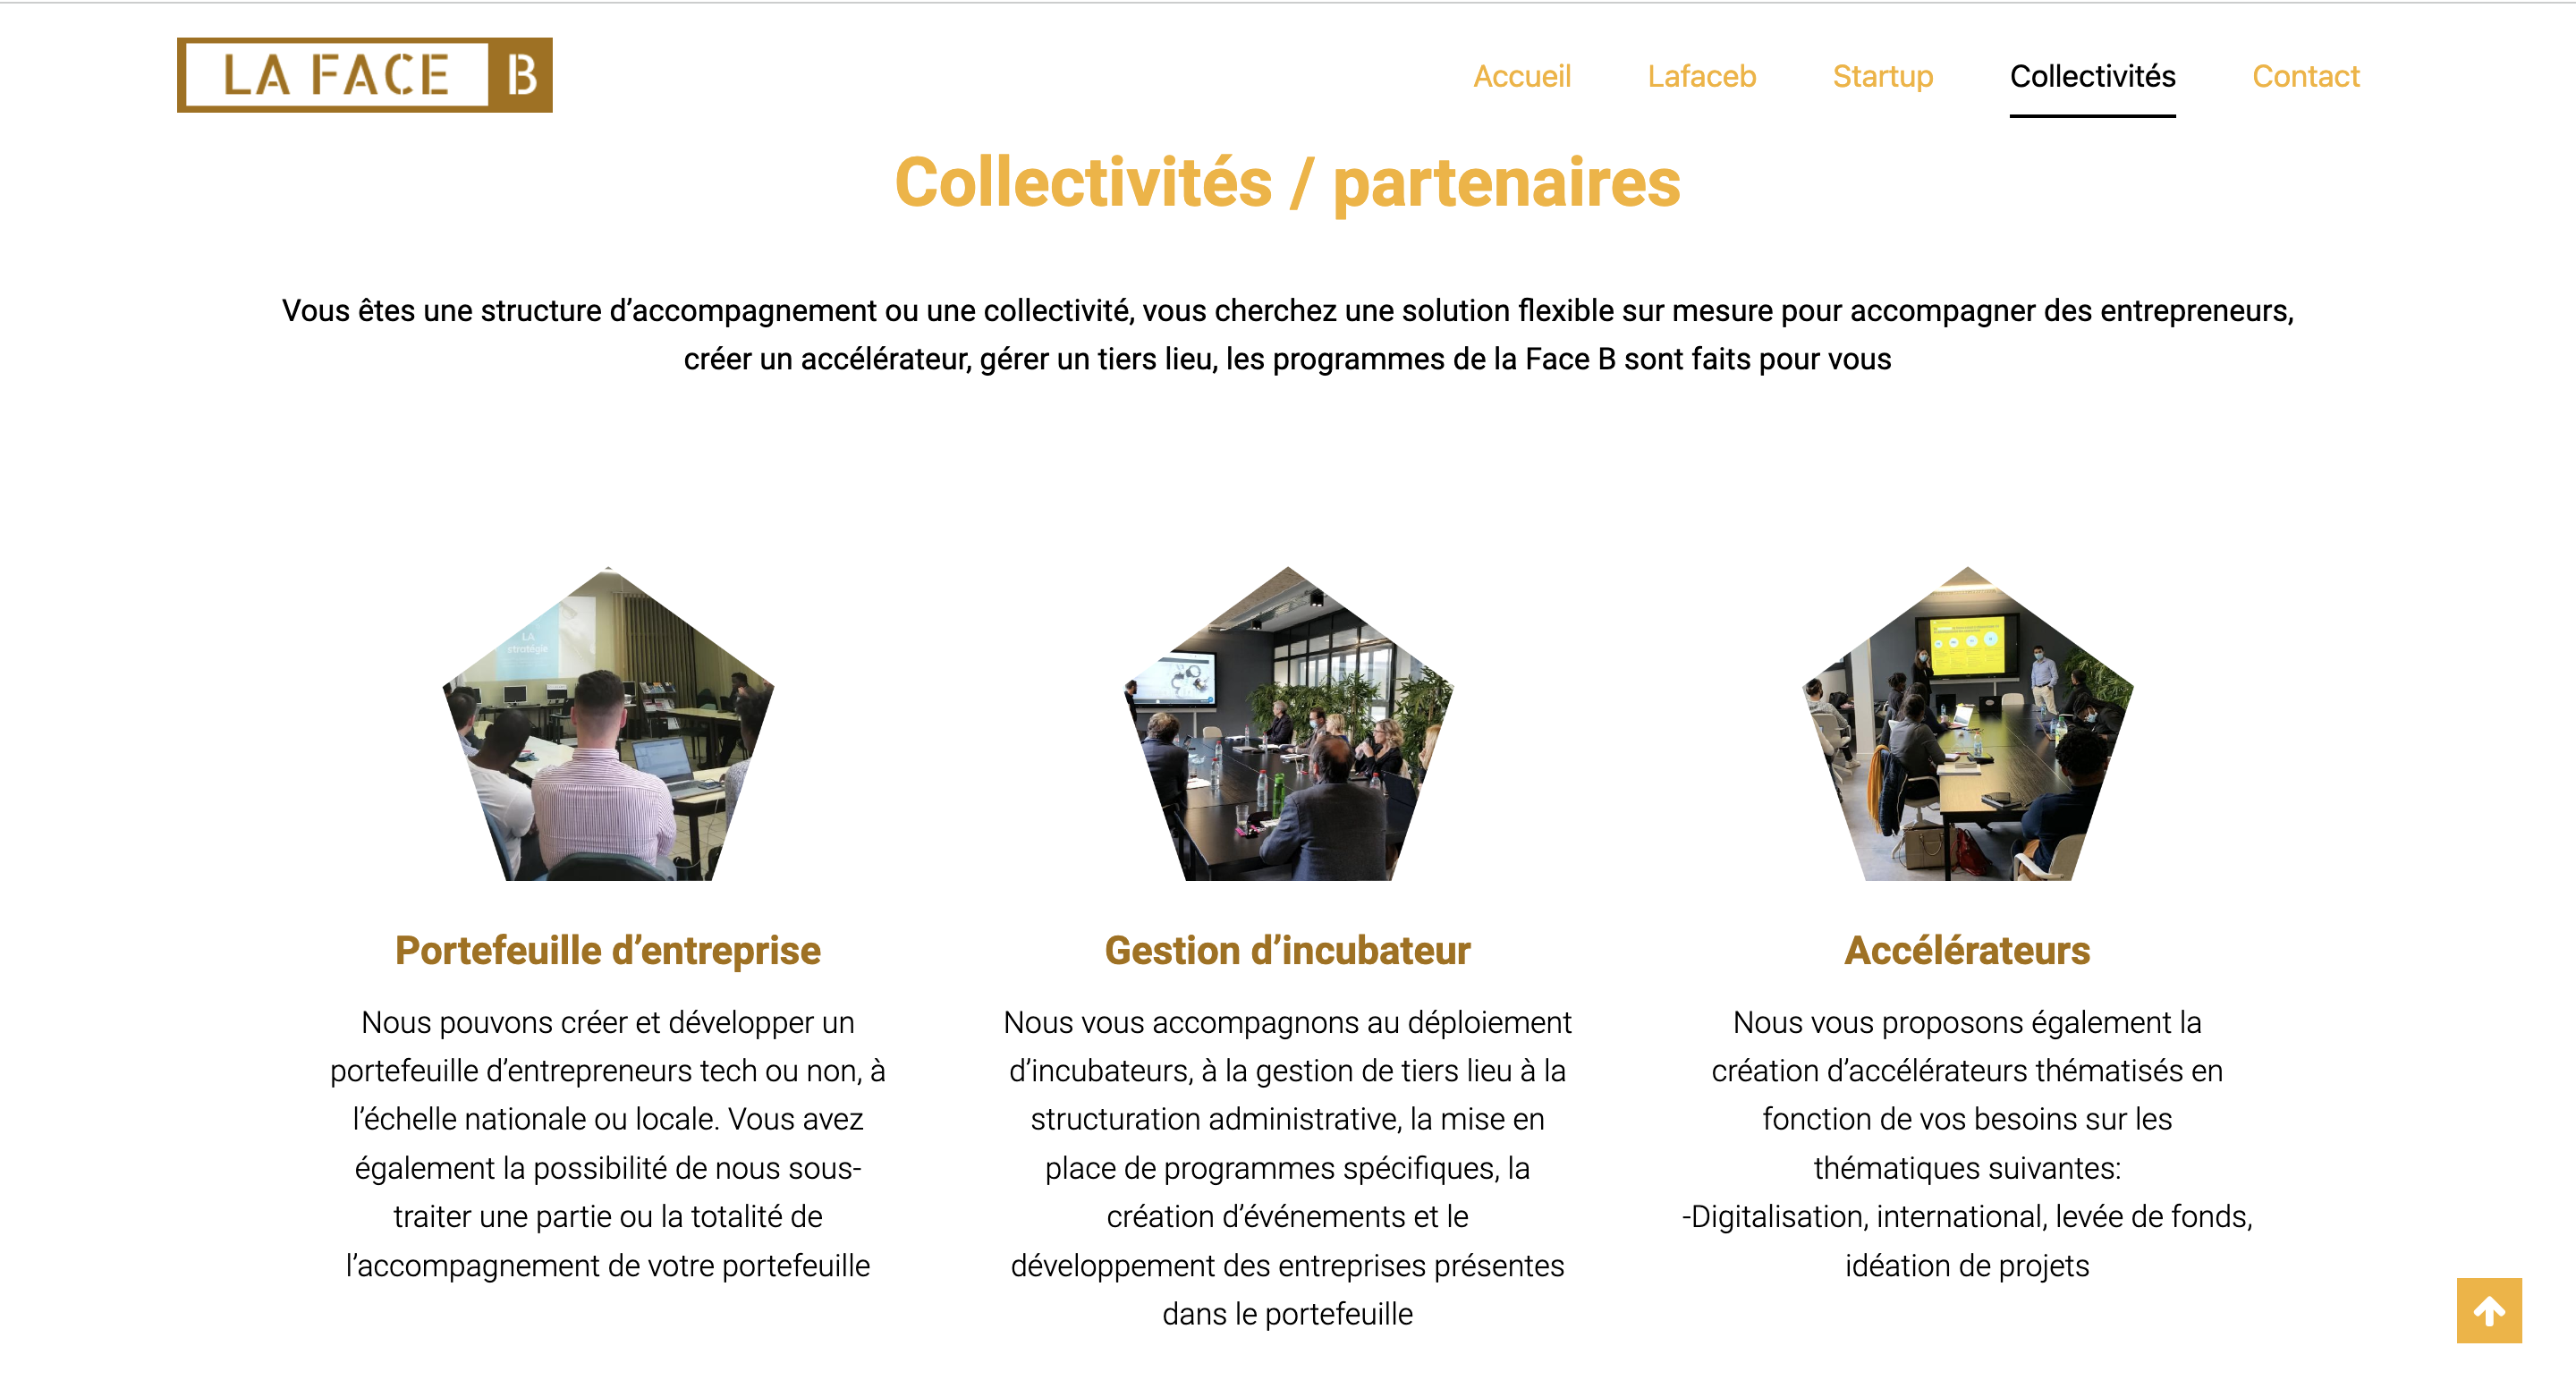 LA FACE B
Accueil Lafaceb Startup Collectivités Contact
Collectivités / partenaires
Vous êtes une structure d’accompagnement ou une collectivité, vous cherchez une solution flexible sur mesure pour accompagner des entrepreneurs,
créer un accélérateur, gérer un tiers lieu, les programmes de la Face B sont faits pour vous
LA
stratégie
Portefeuille d’entreprise
Nous pouvons créer et développer un
portefeuille d’entrepreneurs tech ou non, à
l’échelle nationale ou locale. Vous avez
également la possibilité de nous sous-
traiter une partie ou la totalité de
l’accompagnement de votre portefeuille
Gestion d’incubateur
Nous vous accompagnons au déploiement
d’incubateurs, à la gestion de tiers lieu à la
structuration administrative, la mise en
place de programmes spécifiques, la
création d’événements et le
développement des entreprises présentes
dans le portefeuille
Accélérateurs
Nous vous proposons également la
création d’accélérateurs thématisés en
fonction de vos besoins sur les
thématiques suivantes:
-Digitalisation, international, levée de fonds,
idéation de projets